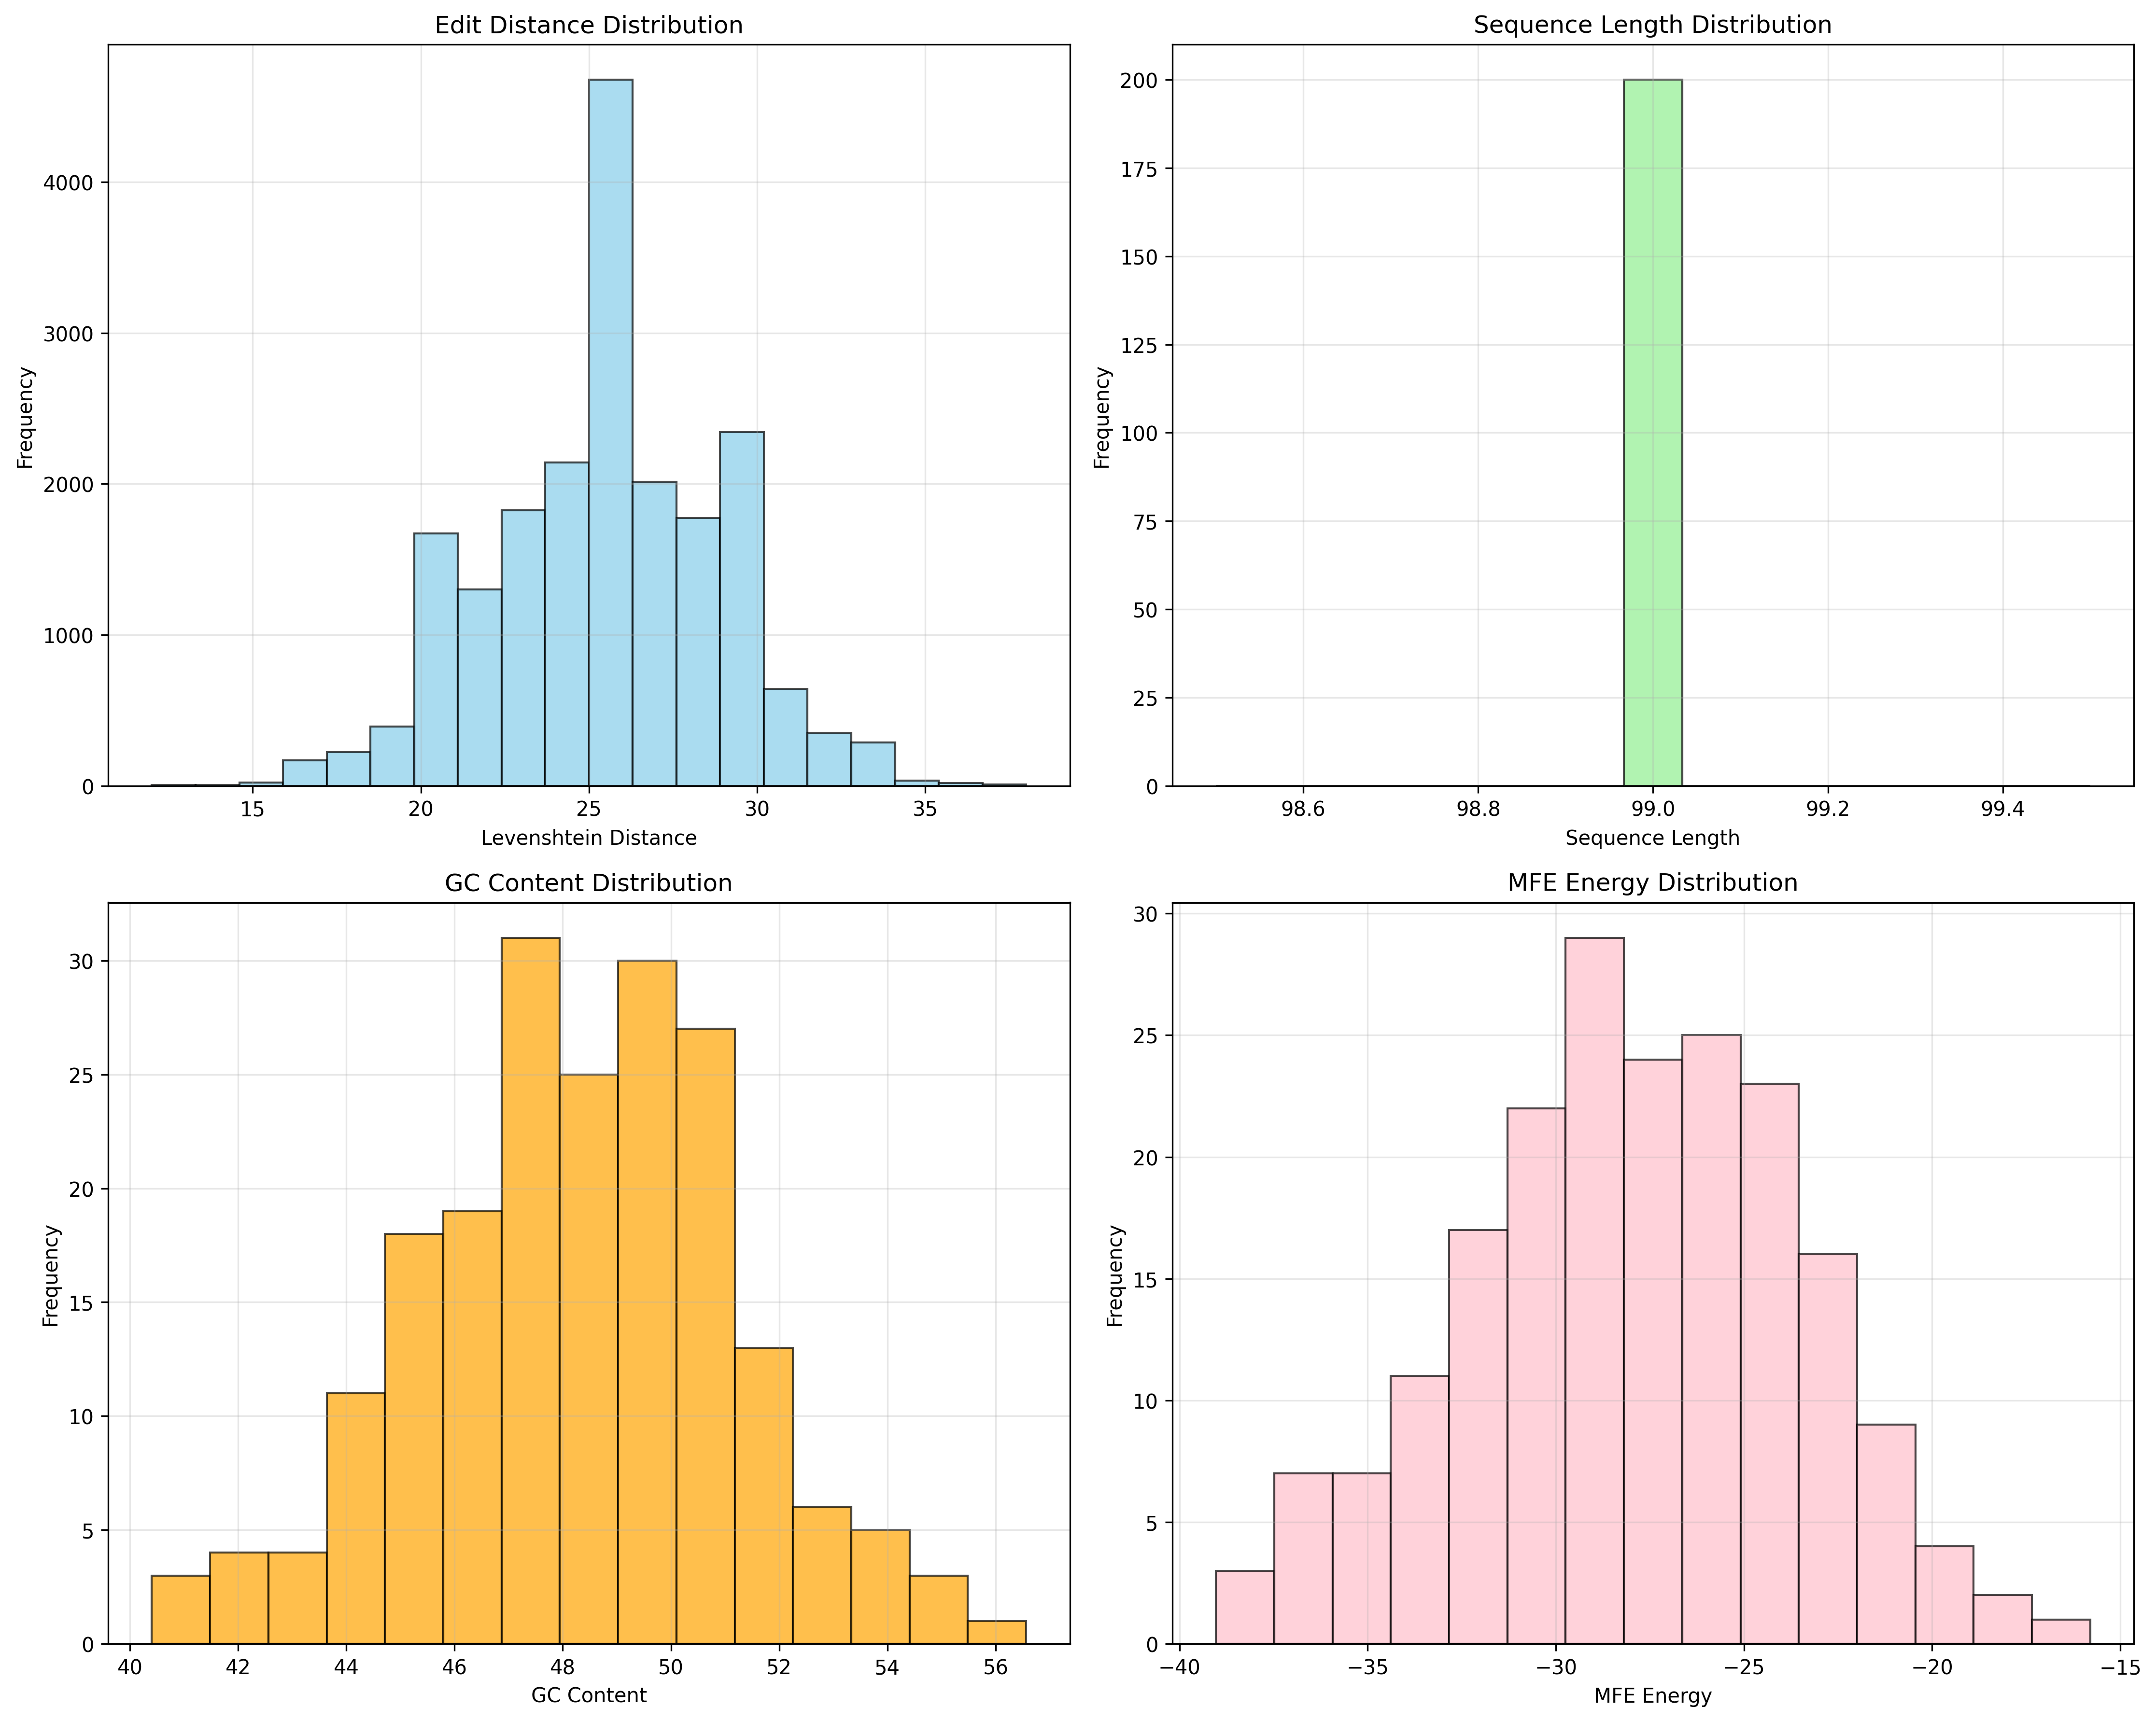 Edit Distance Distribution
4000
3000
2000
1000
0
Frequency
15 20 25 30 35
Levenshtein Distance
Sequence Length Distribution
200
175
150
125
100
75
50
25
0
Frequency
98.6 98.8 99.0 99.2 99.4
Sequence Length
GC Content Distribution
30
25
20
15
10
5
0
Frequency
40 42 44 46 48 50 52 54 56
GC Content
MFE Energy Distribution
30
25
20
15
10
5
0
Frequency
−40 −35 −30 −25 −20 −15
MFE Energy